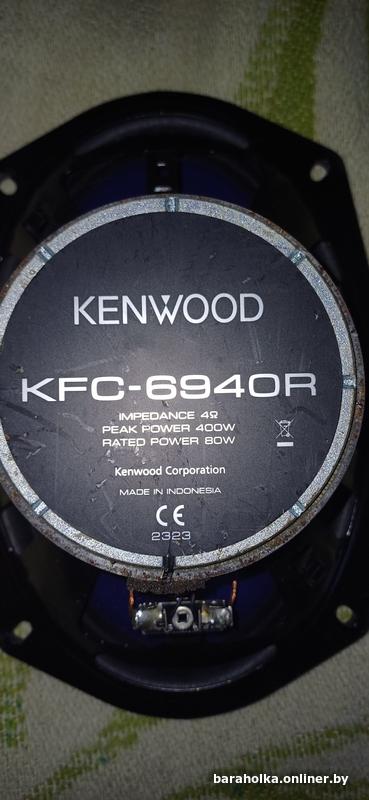 KENWOOD
KFC-6940R
IMPEDANCE 4Ω
PEAK POWER 400W
RATED POWER 80W
Kenwood Corporation
MADE IN INDONESIA
CE
2323
baraholka.onliner.by